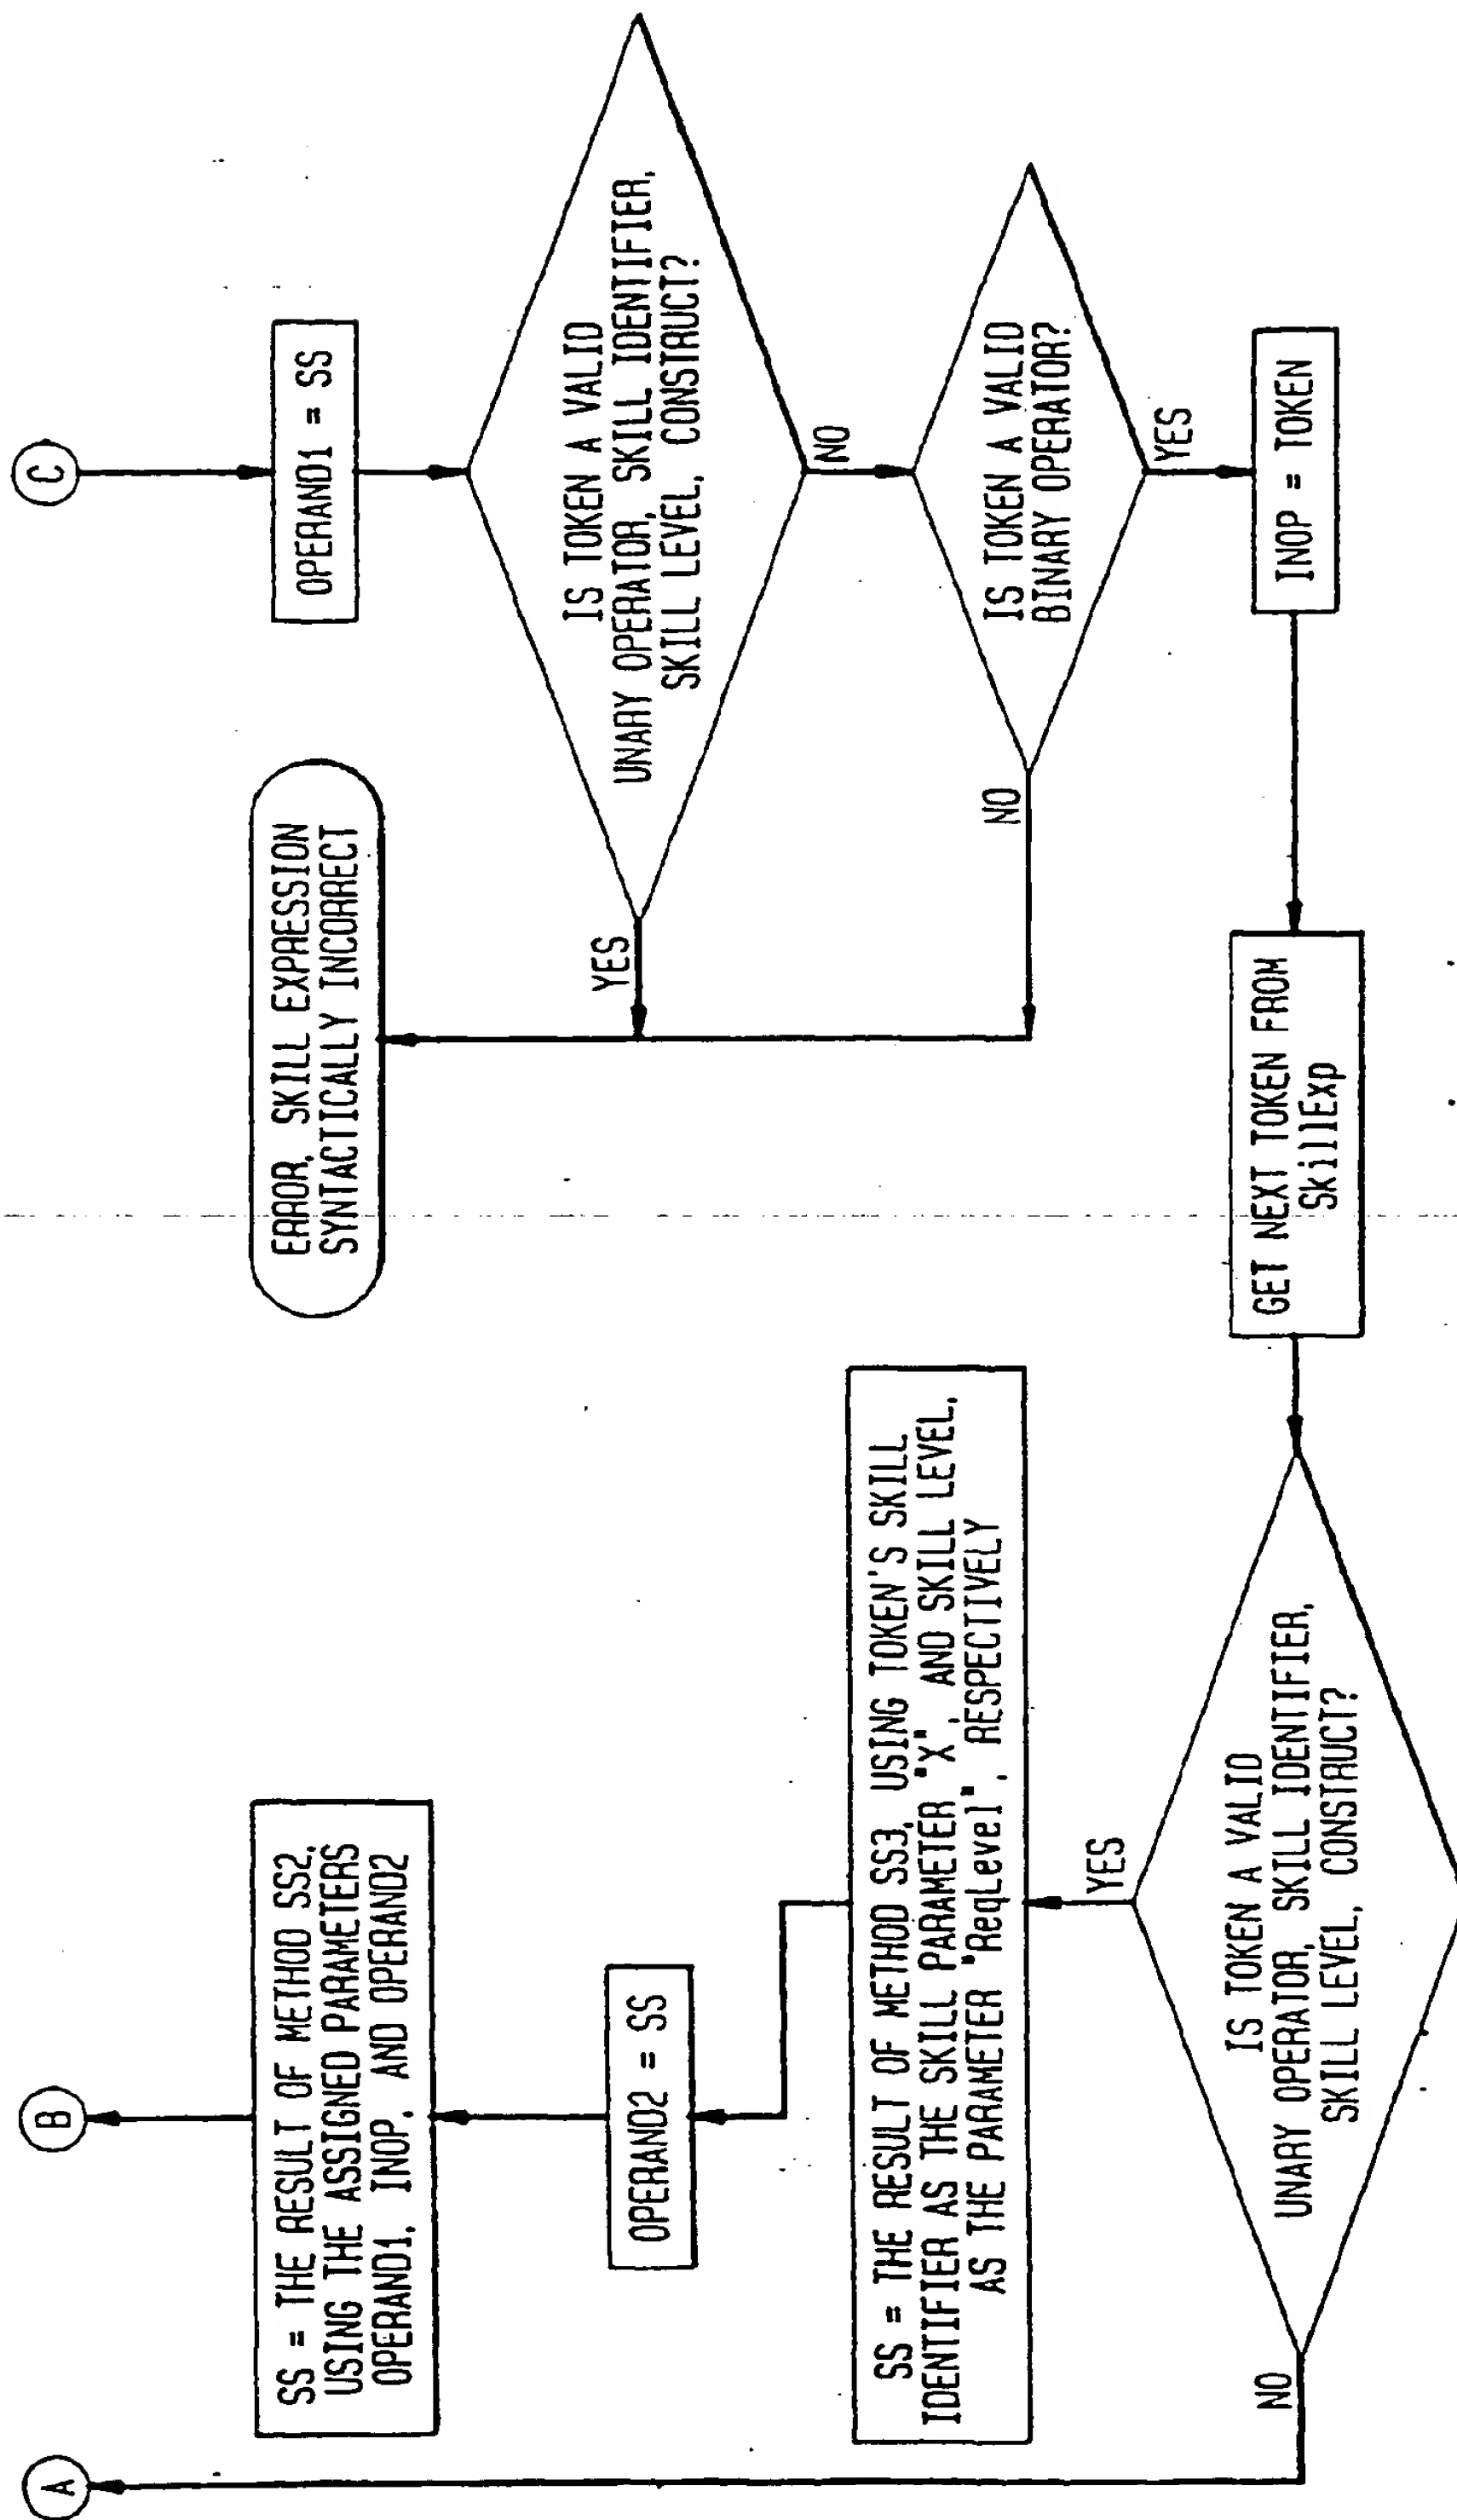 C
OPERAND1 = SS
IS TOKEN A VALID
UNARY OPERATOR, SKILL IDENTIFIER,
SKILL LEVEL, CONSTRUCT?
YES
NO
ERROR, SKILL EXPRESSION
SYNTACTICALLY INCORRECT
IS TOKEN A VALID
BINARY OPERATOR?
NO
YES
INOP = TOKEN
GET NEXT TOKEN FROM
SkillExp
IS TOKEN A VALID
UNARY OPERATOR, SKILL IDENTIFIER,
SKILL LEVEL, CONSTRUCT?
YES
NO
SS = THE RESULT OF METHOD SS3, USING TOKEN'S SKILL
IDENTIFIER AS THE SKILL PARAMETER "X", AND SKILL LEVEL,
AS THE PARAMETER "ReqLevel", RESPECTIVELY
OPERAND2 = SS
SS = THE RESULT OF METHOD SS2,
USING THE ASSIGNED PARAMETERS
OPERAND1, INOP, AND OPERAND2
B
A